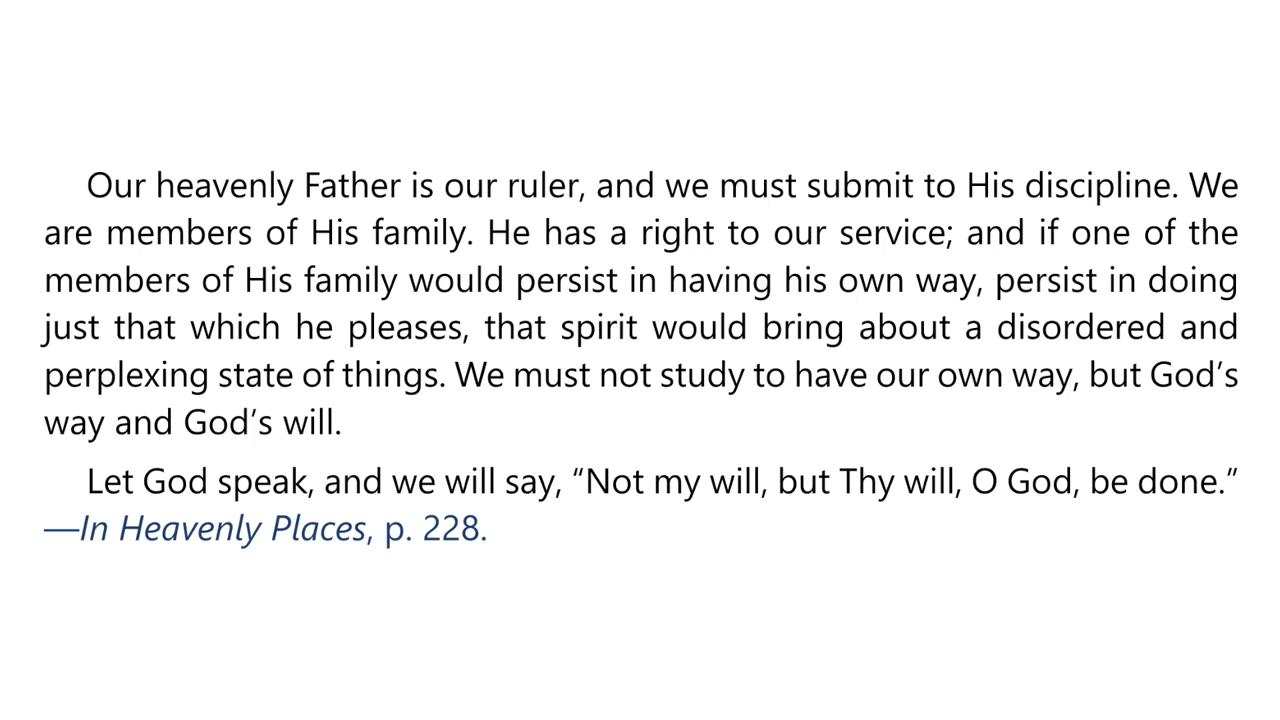 Our heavenly Father is our ruler, and we must submit to His discipline. We
are members of His family. He has a right to our service; and if one of the
members of His family would persist in having his own way, persist in doing
just that which he pleases, that spirit would bring about a disordered and
perplexing state of things. We must not study to have our own way, but God’s
way and God’s will.
Let God speak, and we will say, “Not my will, but Thy will, O God, be done.”
—In Heavenly Places, p. 228.